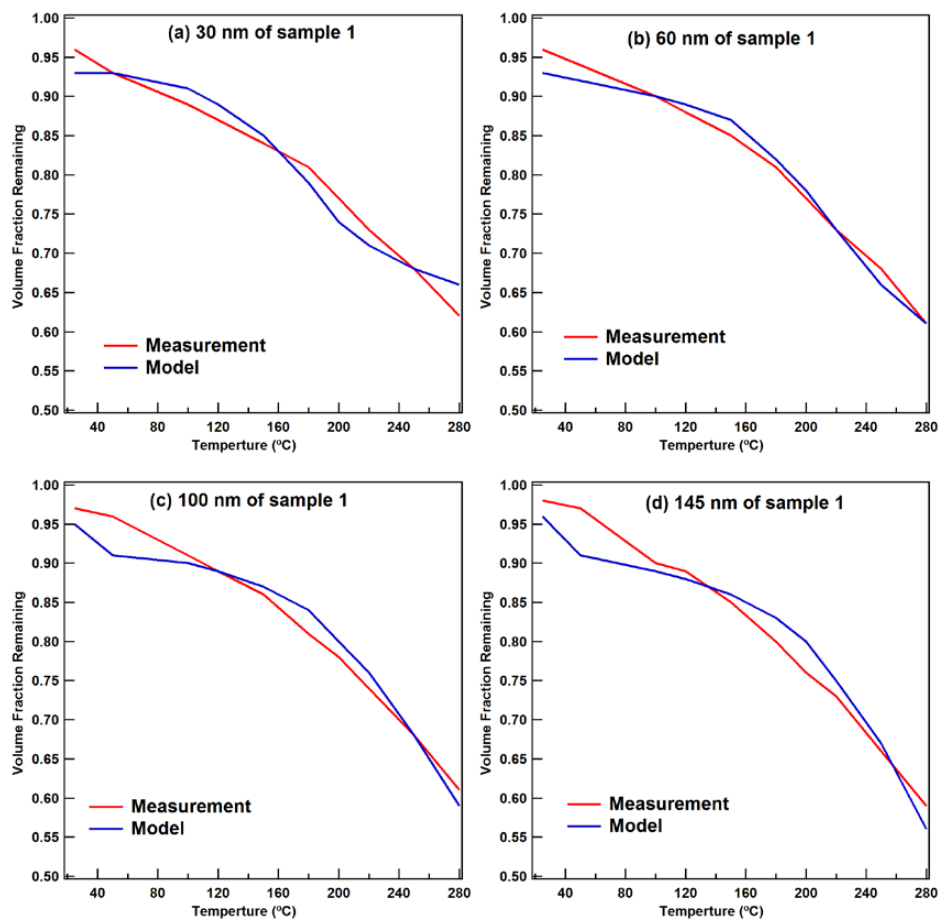 (a) 30 nm of sample 1
Volume Fraction Remaining
1.00
0.95
0.90
0.85
0.80
0.75
0.70
0.65
0.60
0.55
0.50
Measurement
Model
40 80 120 160 200 240 280
Temperture (ºC)
(b) 60 nm of sample 1
Volume Fraction Remaining
1.00
0.95
0.90
0.85
0.80
0.75
0.70
0.65
0.60
0.55
0.50
Measurement
Model
40 80 120 160 200 240 280
Temperture (ºC)
(c) 100 nm of sample 1
Volume Fraction Remaining
1.00
0.95
0.90
0.85
0.80
0.75
0.70
0.65
0.60
0.55
0.50
Measurement
Model
40 80 120 160 200 240 280
Temperture (ºC)
(d) 145 nm of sample 1
Volume Fraction Remaining
1.00
0.95
0.90
0.85
0.80
0.75
0.70
0.65
0.60
0.55
0.50
Measurement
Model
40 80 120 160 200 240 280
Temperture (ºC)